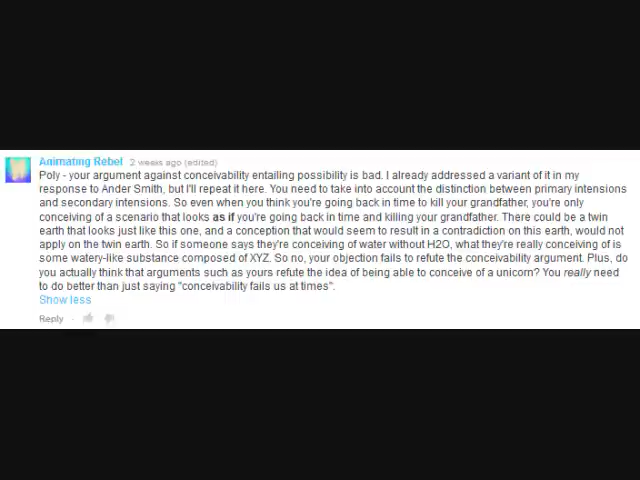 Animating Rebel 2 weeks ago (edited)
Poly - your argument against conceivability entailing possibility is bad. I already addressed a variant of it in my
response to Ander Smith, but I'll repeat it here. You need to take into account the distinction between primary intensions
and secondary intensions. So even when you think you're going back in time to kill your grandfather, you're only
conceiving of a scenario that looks as if you're going back in time and killing your grandfather. There could be a twin
earth that looks just like this one, and a conception that would seem to result in a contradiction on this earth, would not
apply on the twin earth. So if someone says they're conceiving of water without H2O, what they're really conceiving of is
some watery-like substance composed of XYZ. So no, your objection fails to refute the conceivability argument. Plus, do
you actually think that arguments such as yours refute the idea of being able to conceive of a unicorn? You really need
to do better than just saying "conceivability fails us at times".
Show less
Reply ·